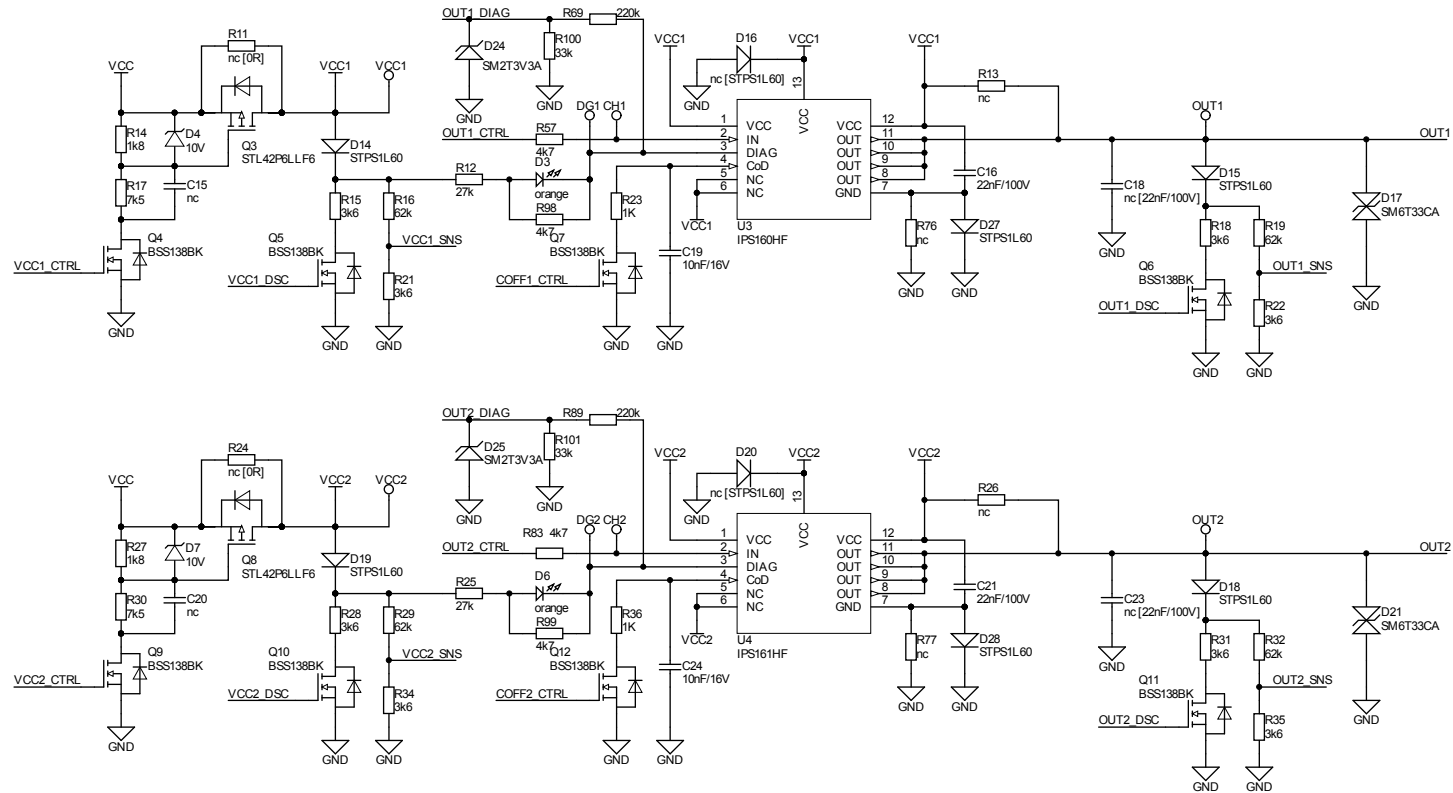 OUT1_DIAG
R69
220k
D24
SM2T3V3A
R100
33k
GND
GND
R11
nc [0R]
VCC
VCC1
VCC1
R14
1k8
D4
10V
Q3
STL42P6LLF6
R17
7k5
C15
nc
Q4
BSS138BK
VCC1_CTRL
GND
D14
STPS1L60
R15
3k6
R16
62k
Q5
BSS138BK
VCC1_SNS
VCC1_DSC
R21
3k6
GND
GND
R12
27k
OUT1_CTRL
R57
4k7
DG1
CH1
D3
orange
R98
4k7
R23
1K
Q7
BSS138BK
COFF1_CTRL
GND
C19
10nF/16V
GND
VCC1
D16
nc [STPS1L60]
GND
VCC1
13
VCC
1
VCC
2
IN
3
DIAG
4
CoD
5
NC
6
NC
VCC1
VCC
12
OUT
11
OUT
10
OUT
9
OUT
8
GND
7
U3
IPS160HF
VCC1
R13
nc
C16
22nF/100V
R76
nc
D27
STPS1L60
GND
GND
C18
nc [22nF/100V]
GND
OUT1
OUT1
D15
STPS1L60
R18
3k6
R19
62k
Q6
BSS138BK
OUT1_SNS
OUT1_DSC
R22
3k6
GND
GND
D17
SM6T33CA
GND
OUT2_DIAG
R89
220k
D25
SM2T3V3A
R101
33k
GND
GND
R24
nc [0R]
VCC
VCC2
VCC2
R27
1k8
D7
10V
Q8
STL42P6LLF6
R30
7k5
C20
nc
Q9
BSS138BK
VCC2_CTRL
GND
D19
STPS1L60
R28
3k6
R29
62k
Q10
BSS138BK
VCC2_SNS
VCC2_DSC
R34
3k6
GND
GND
R25
27k
OUT2_CTRL
R83 4k7
DG2
CH2
D6
orange
R99
4k7
R36
1K
Q12
BSS138BK
COFF2_CTRL
GND
C24
10nF/16V
GND
VCC2
D20
nc [STPS1L60]
GND
VCC2
13
VCC
1
VCC
2
IN
3
DIAG
4
CoD
5
NC
6
NC
VCC2
VCC
12
OUT
11
OUT
10
OUT
9
OUT
8
GND
7
U4
IPS161HF
VCC2
R26
nc
C21
22nF/100V
R77
nc
D28
STPS1L60
GND
GND
C23
nc [22nF/100V]
GND
OUT2
OUT2
D18
STPS1L60
R31
3k6
R32
62k
Q11
BSS138BK
OUT2_SNS
OUT2_DSC
R35
3k6
GND
GND
D21
SM6T33CA
GND